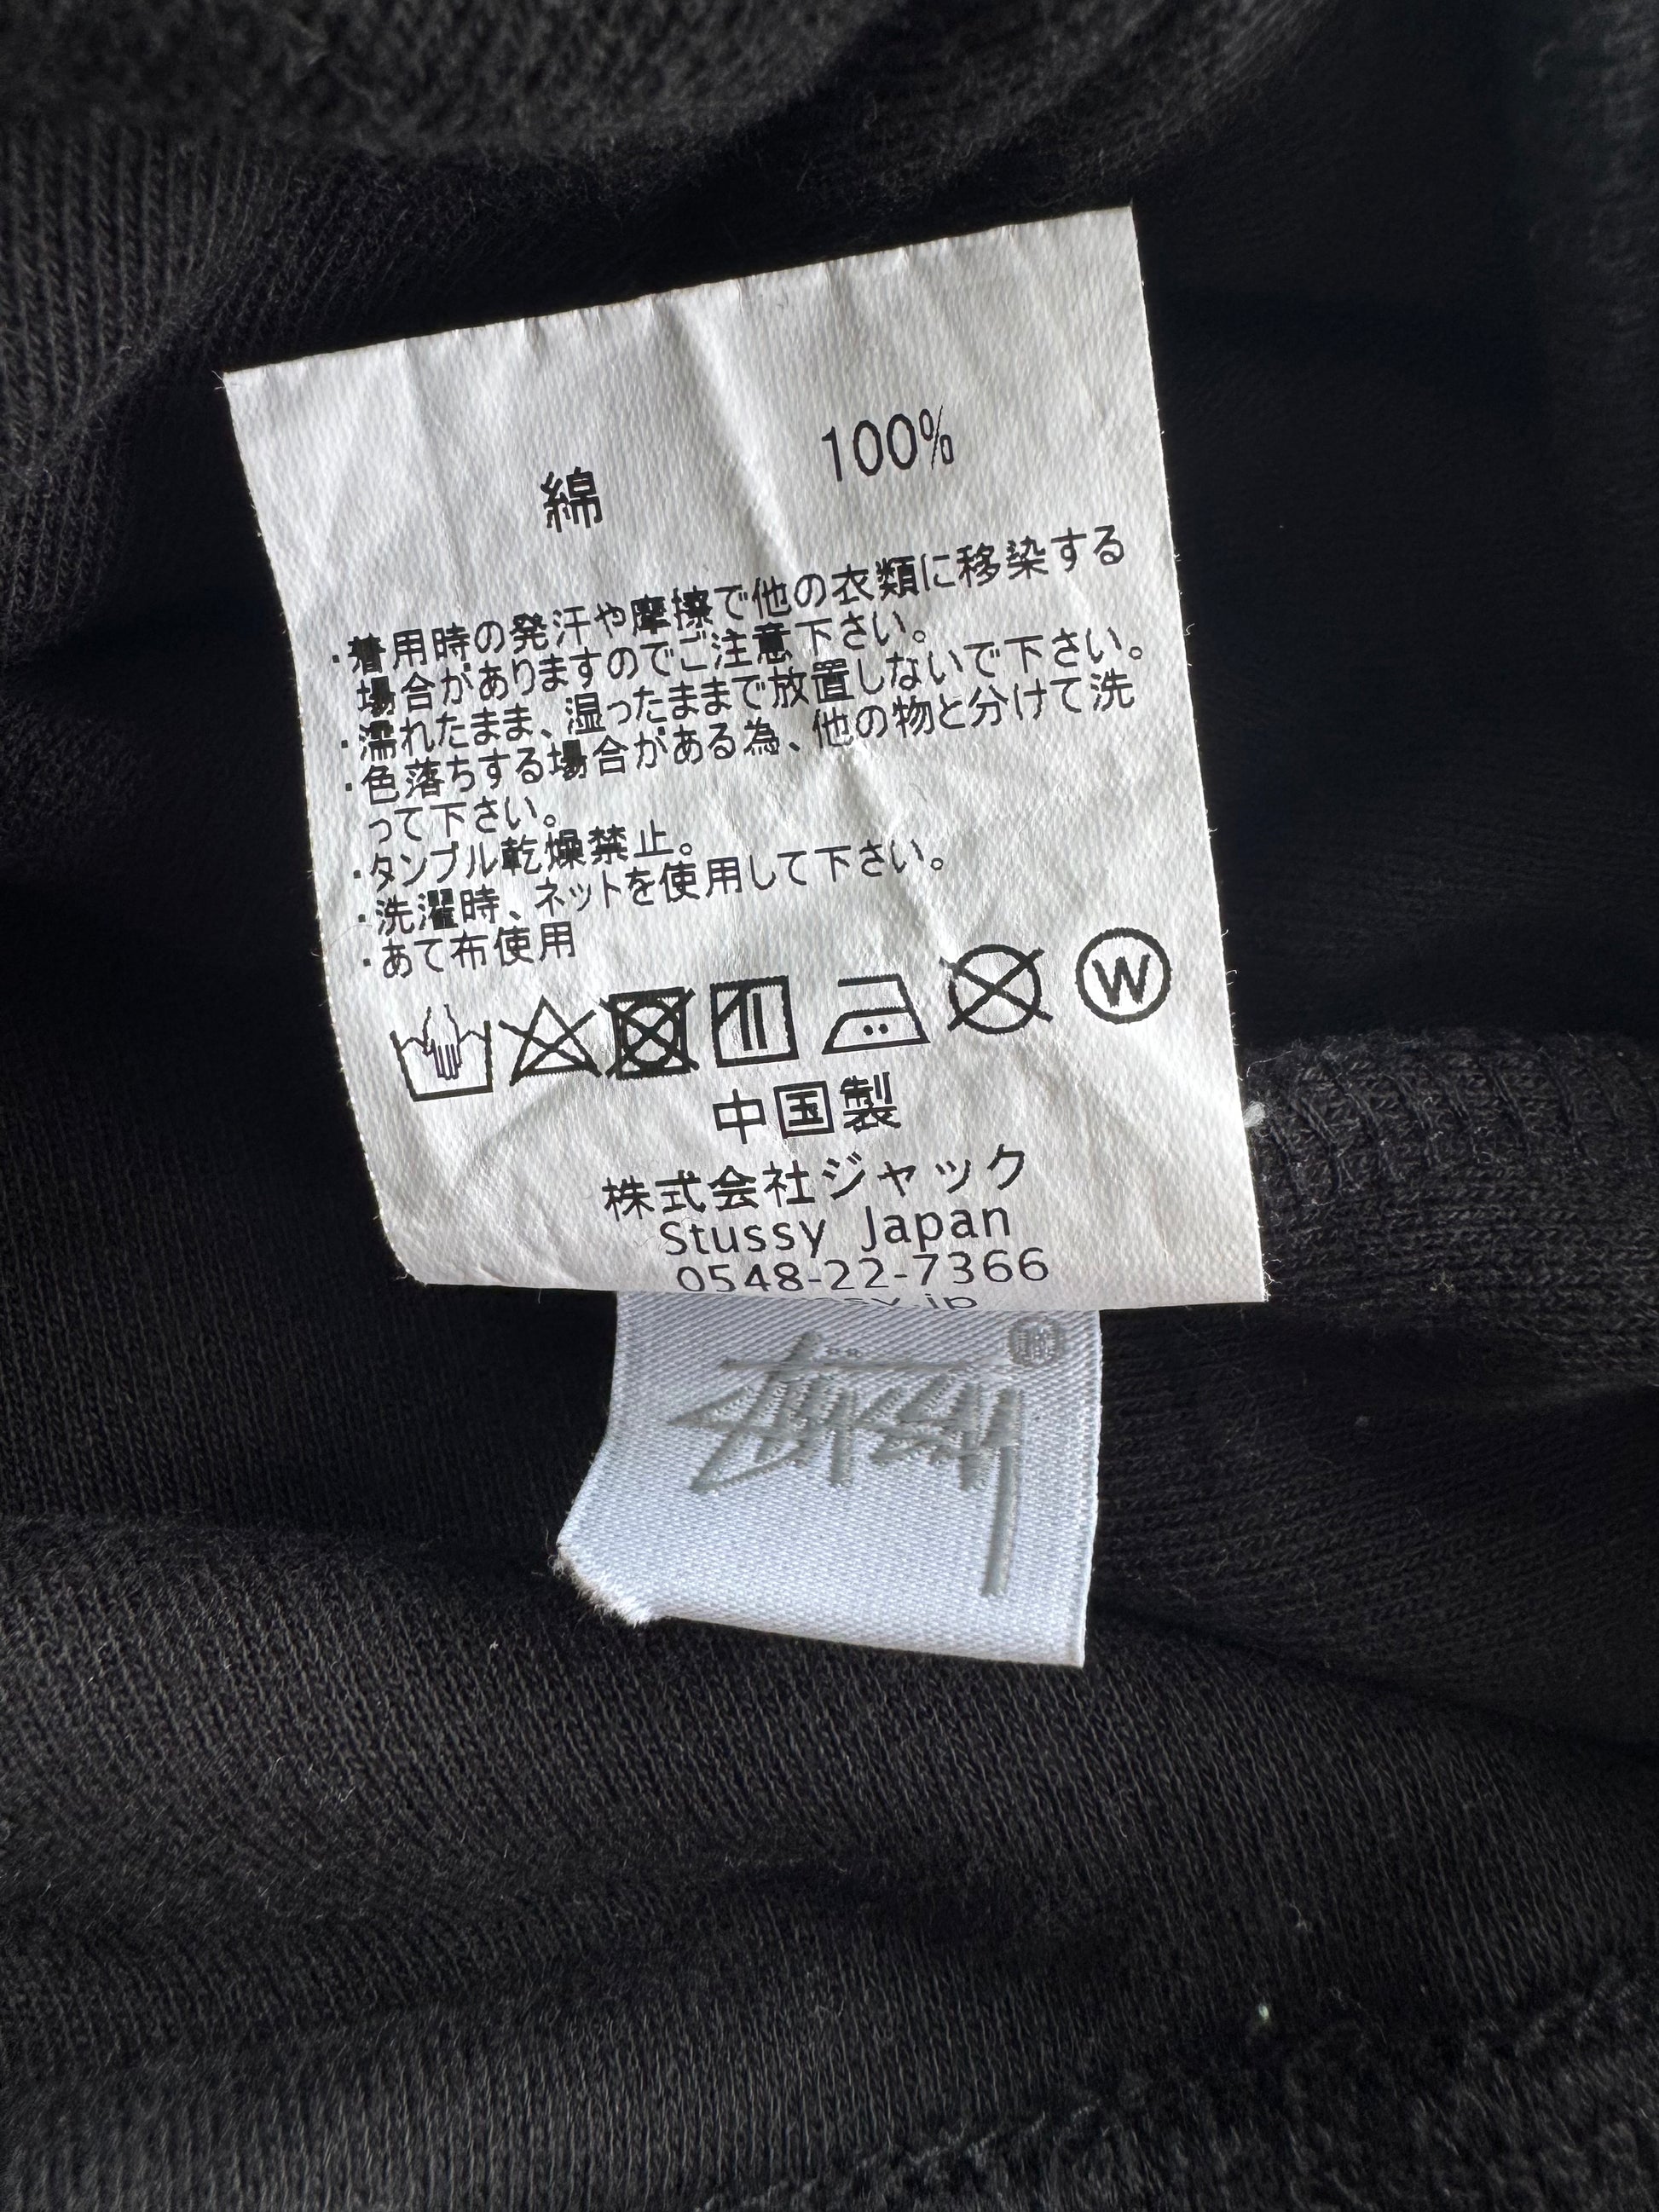 綿 100%
・着用時の発汗や摩擦で他の衣類に移染する
場合がありますのでご注意下さい。
・濡れたまま、湿ったままで放置しないで下さい。
・色落ちする場合がある為、他の物と分けて洗
って下さい。
・タンブル乾燥禁止。
・洗濯時、ネットを使用して下さい。
・あて布使用
W
中国製
株式会社ジャック
Stussy Japan
0548-22-7366
ssy.jp
Stüssy